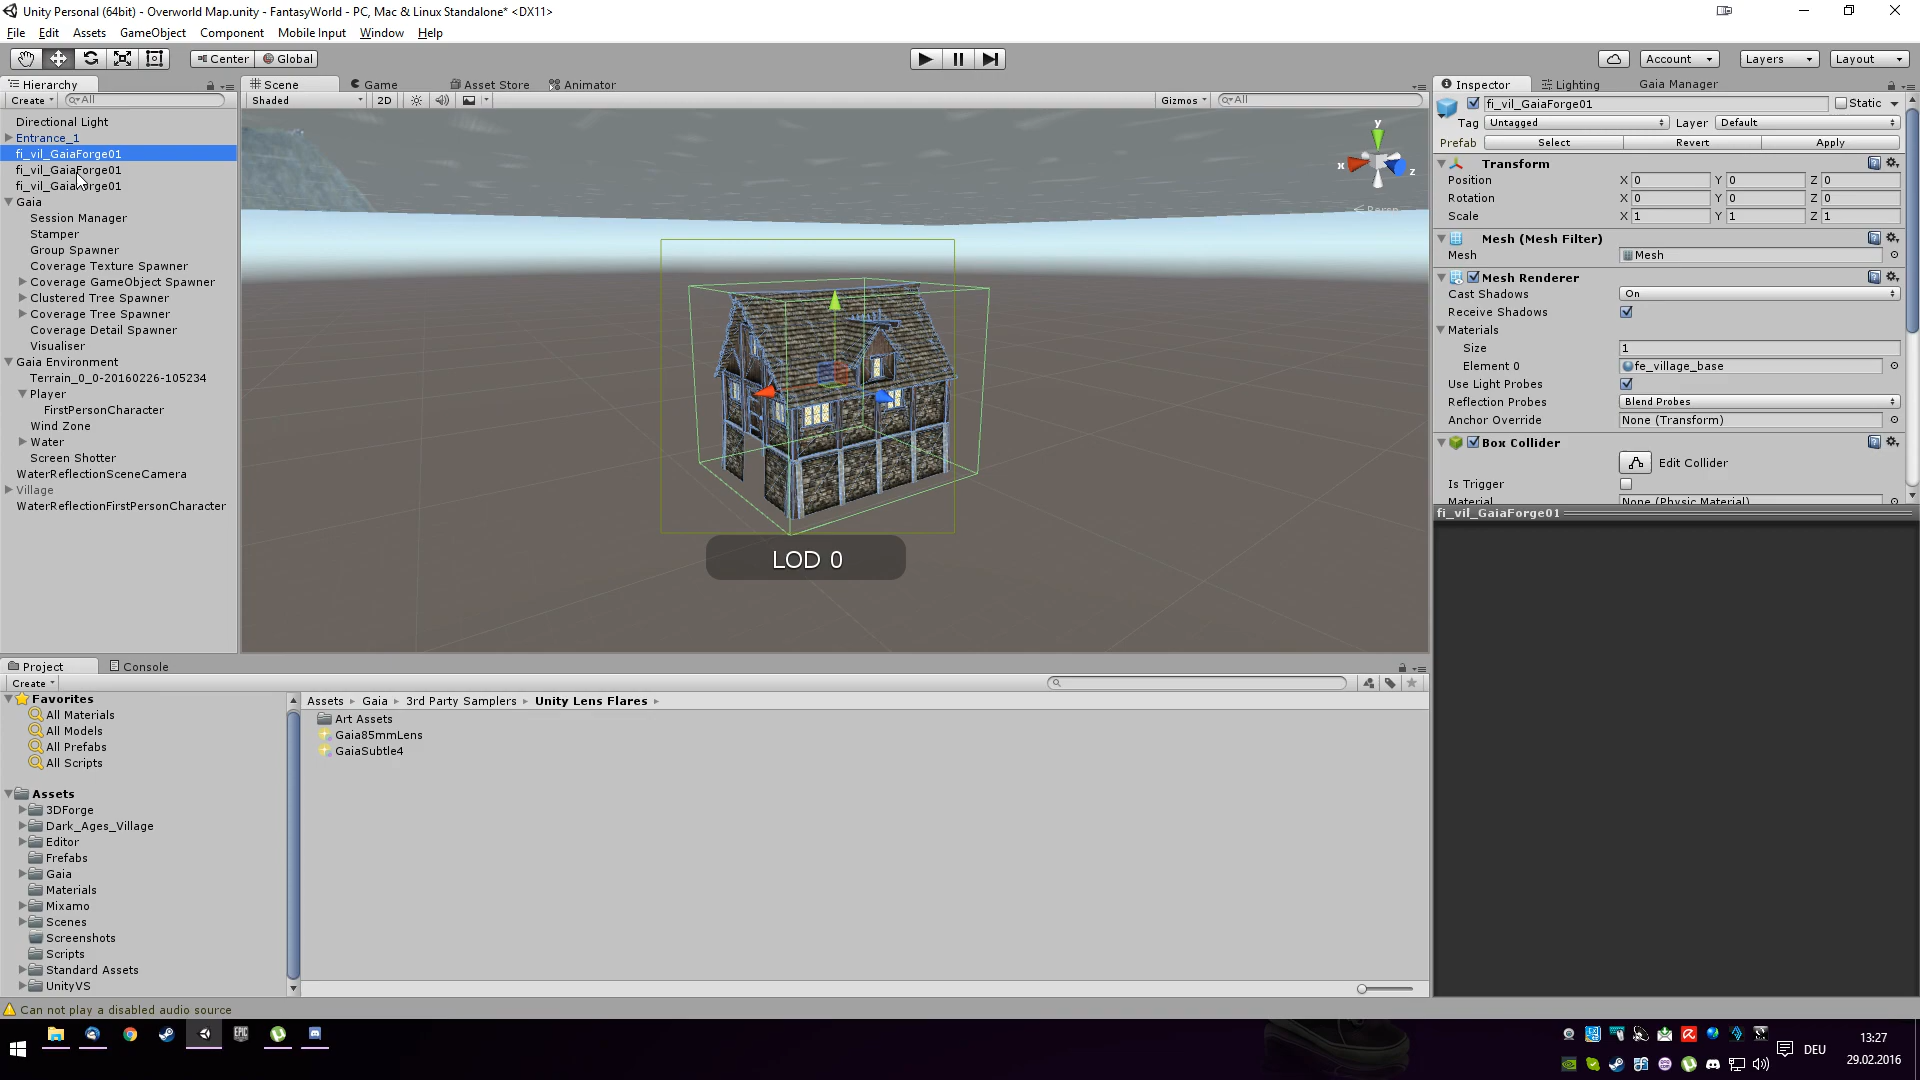 Unity Personal (64bit) - Overworld Map.unity - FantasyWorld - PC, Mac & Linux Standalone* <DX11>
File Edit Assets GameObject Component Mobile Input Window Help
Center Global Account Layers Layout
Hierarchy
Create All
Directional Light
Entrance_1
fi_vil_GaiaForge01
fi_vil_GaiaForge01
fi_vil_GaiaForge01
Gaia
Session Manager
Stamper
Group Spawner
Coverage Texture Spawner
Coverage GameObject Spawner
Clustered Tree Spawner
Coverage Tree Spawner
Coverage Detail Spawner
Visualiser
Gaia Environment
Terrain_0_0-20160226-105234
Player
FirstPersonCharacter
Wind Zone
Water
Screen Shotter
WaterReflectionSceneCamera
Village
WaterReflectionFirstPersonCharacter
Scene Game Asset Store Animator
Shaded 2D Gizmos All
y
x z
Persp
LOD 0
Inspector Lighting Gaia Manager
fi_vil_GaiaForge01 Static
Tag Untagged Layer Default
Prefab Select Revert Apply
Transform
Position X 0 Y 0 Z 0
Rotation X 0 Y 0 Z 0
Scale X 1 Y 1 Z 1
Mesh (Mesh Filter)
Mesh Mesh
Mesh Renderer
Cast Shadows On
Receive Shadows
Materials
Size 1
Element 0 fe_village_base
Use Light Probes
Reflection Probes Blend Probes
Anchor Override None (Transform)
Box Collider
Edit Collider
Is Trigger
Material None (Physic Material)
fi_vil_GaiaForge01
Project Console
Create
Favorites
All Materials
All Models
All Prefabs
All Scripts
Assets
3DForge
Dark_Ages_Village
Editor
Frefabs
Gaia
Materials
Mixamo
Scenes
Screenshots
Scripts
Standard Assets
UnityVS
Assets Gaia 3rd Party Samplers Unity Lens Flares
Art Assets
Gaia85mmLens
GaiaSubtle4
Can not play a disabled audio source
EPIC
DEU
13:27
29.02.2016